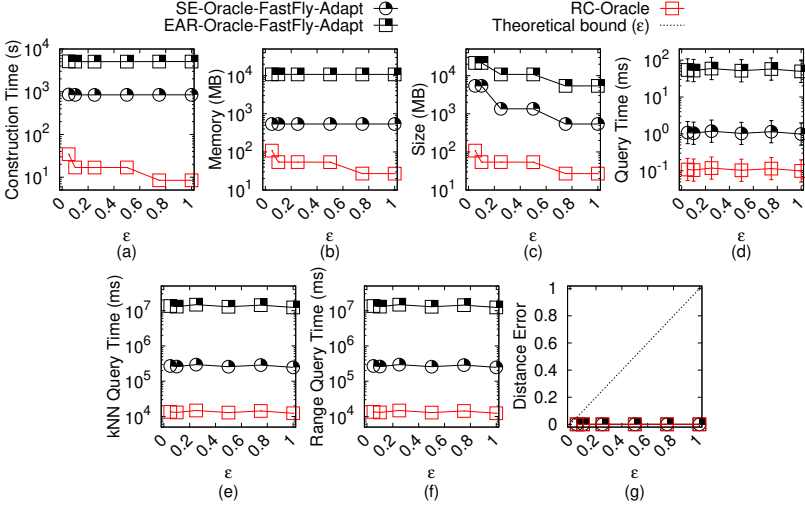 SE-Oracle-FastFly-Adapt
EAR-Oracle-FastFly-Adapt
RC-Oracle
Theoretical bound (ε)
Construction Time (s)
10^4
10^3
10^2
10^1
0
0.2
0.4
0.6
0.8
1
ε
(a)
Memory (MB)
10^4
10^3
10^2
10^1
0
0.2
0.4
0.6
0.8
1
ε
(b)
Size (MB)
10^4
10^3
10^2
10^1
0
0.2
0.4
0.6
0.8
1
ε
(c)
Query Time (ms)
10^2
10^1
10^0
10^-1
0
0.2
0.4
0.6
0.8
1
ε
(d)
kNN Query Time (ms)
10^7
10^6
10^5
10^4
0
0.2
0.4
0.6
0.8
1
ε
(e)
Range Query Time (ms)
10^7
10^6
10^5
10^4
0
0.2
0.4
0.6
0.8
1
ε
(f)
Distance Error
1
0.8
0.6
0.4
0.2
0
0
0.2
0.4
0.6
0.8
1
ε
(g)